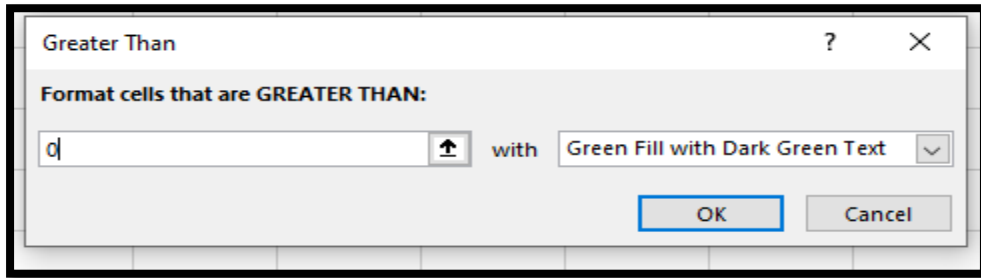 Greater Than ?
Format cells that are GREATER THAN:
0 with Green Fill with Dark Green Text
OK Cancel